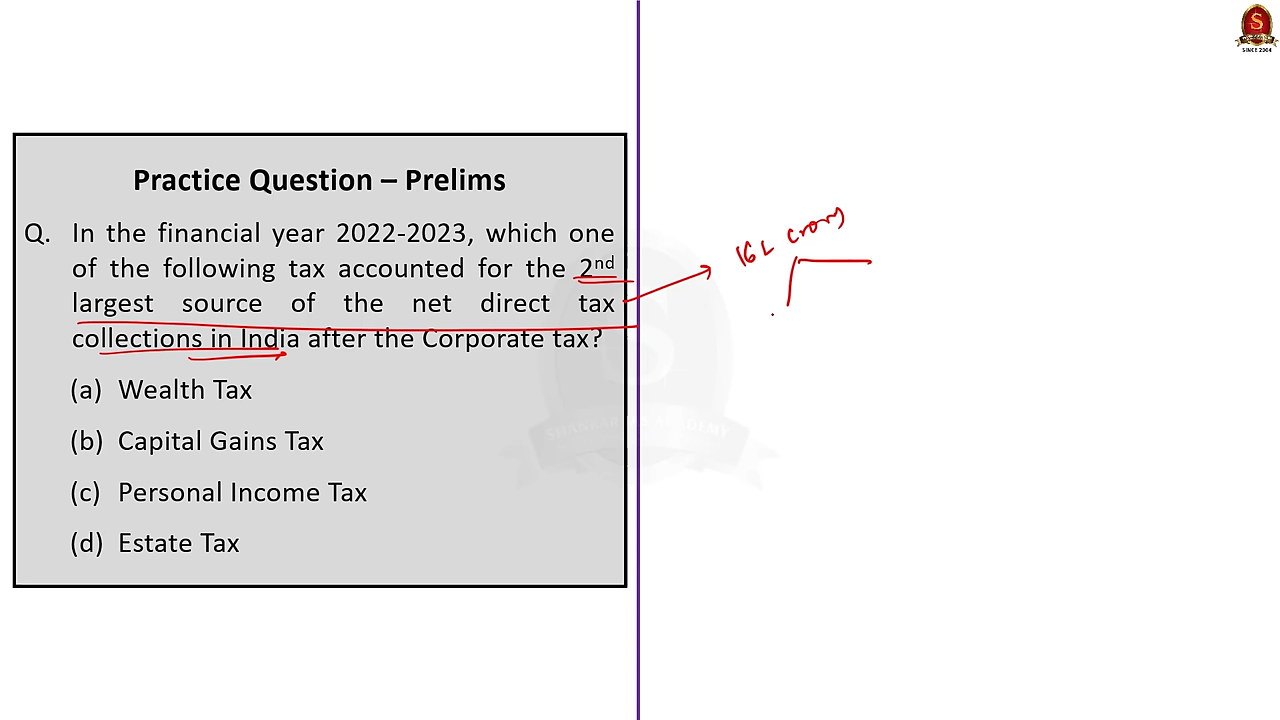 Practice Question – Prelims
Q. In the financial year 2022-2023, which one
of the following tax accounted for the 2nd
largest source of the net direct tax
collections in India after the Corporate tax?
(a) Wealth Tax
(b) Capital Gains Tax
(c) Personal Income Tax
(d) Estate Tax
16L
S
SINCE 2004